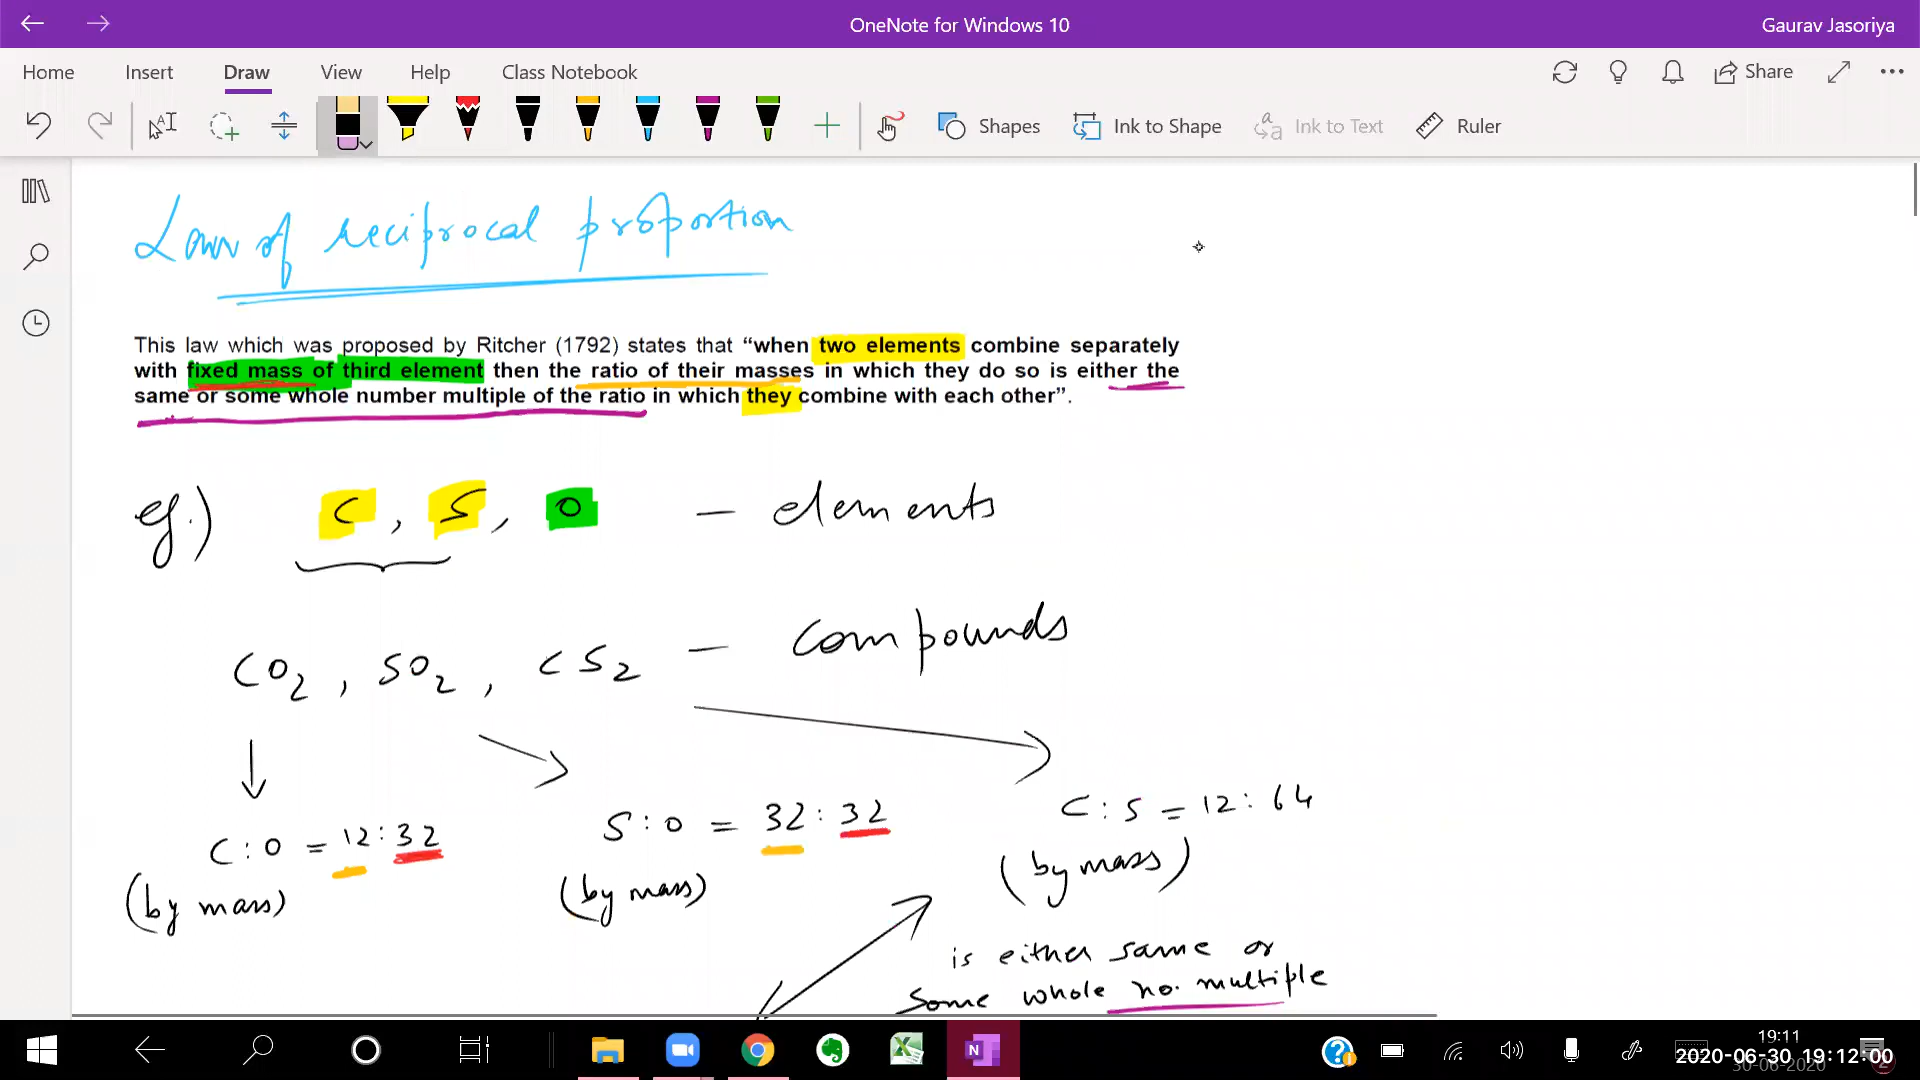 OneNote for Windows 10
Gaurav Jasoriya
Home Insert Draw View Help Class Notebook Share
Shapes Ink to Shape Ink to Text Ruler
Law of reciprocal proportion
This law which was proposed by Ritcher (1792) states that “when two elements combine separately
with fixed mass of third element then the ratio of their masses in which they do so is either the
same or some whole number multiple of the ratio in which they combine with each other”.
eg.) C , S , O — elements
CO2 , SO2 , CS2 — compounds
C : O = 12 : 32
(by mass)
S : O = 32 : 32
(by mass)
C : S = 12 : 64
(by mass)
is either same or
some whole no. multiple
19:11
2020-06-30 19:12:00
30-06-2020